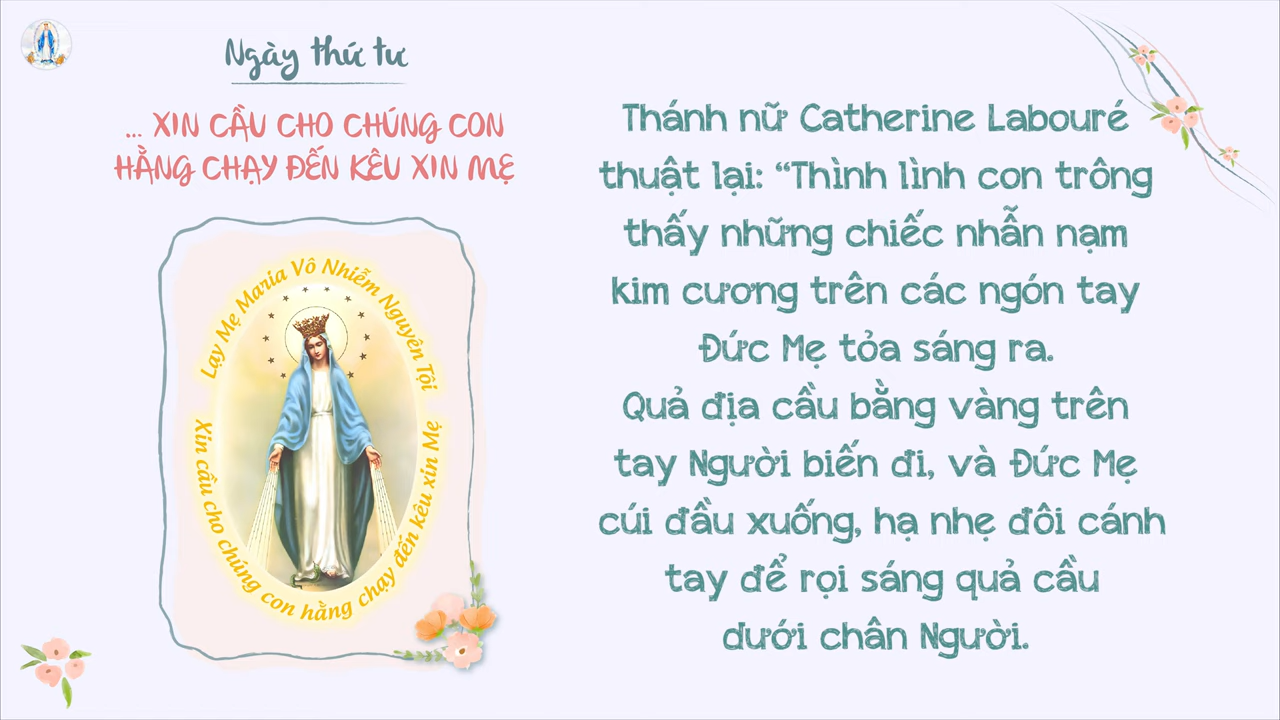 Ngày thứ tư
... XIN CẦU CHO CHÚNG CON
HẰNG CHẠY ĐẾN KÊU XIN MẸ
Lạy Mẹ Maria Vô Nhiễm Nguyên Tội
Xin cầu cho chúng con hằng chạy đến kêu xin Mẹ
Thánh nữ Catherine Labouré
thuật lại: “Thình lình con trông
thấy những chiếc nhẫn nạm
kim cương trên các ngón tay
Đức Mẹ tỏa sáng ra.
Quả địa cầu bằng vàng trên
tay Người biến đi, và Đức Mẹ
cúi đầu xuống, hạ nhẹ đôi cánh
tay để rọi sáng quả cầu
dưới chân Người.